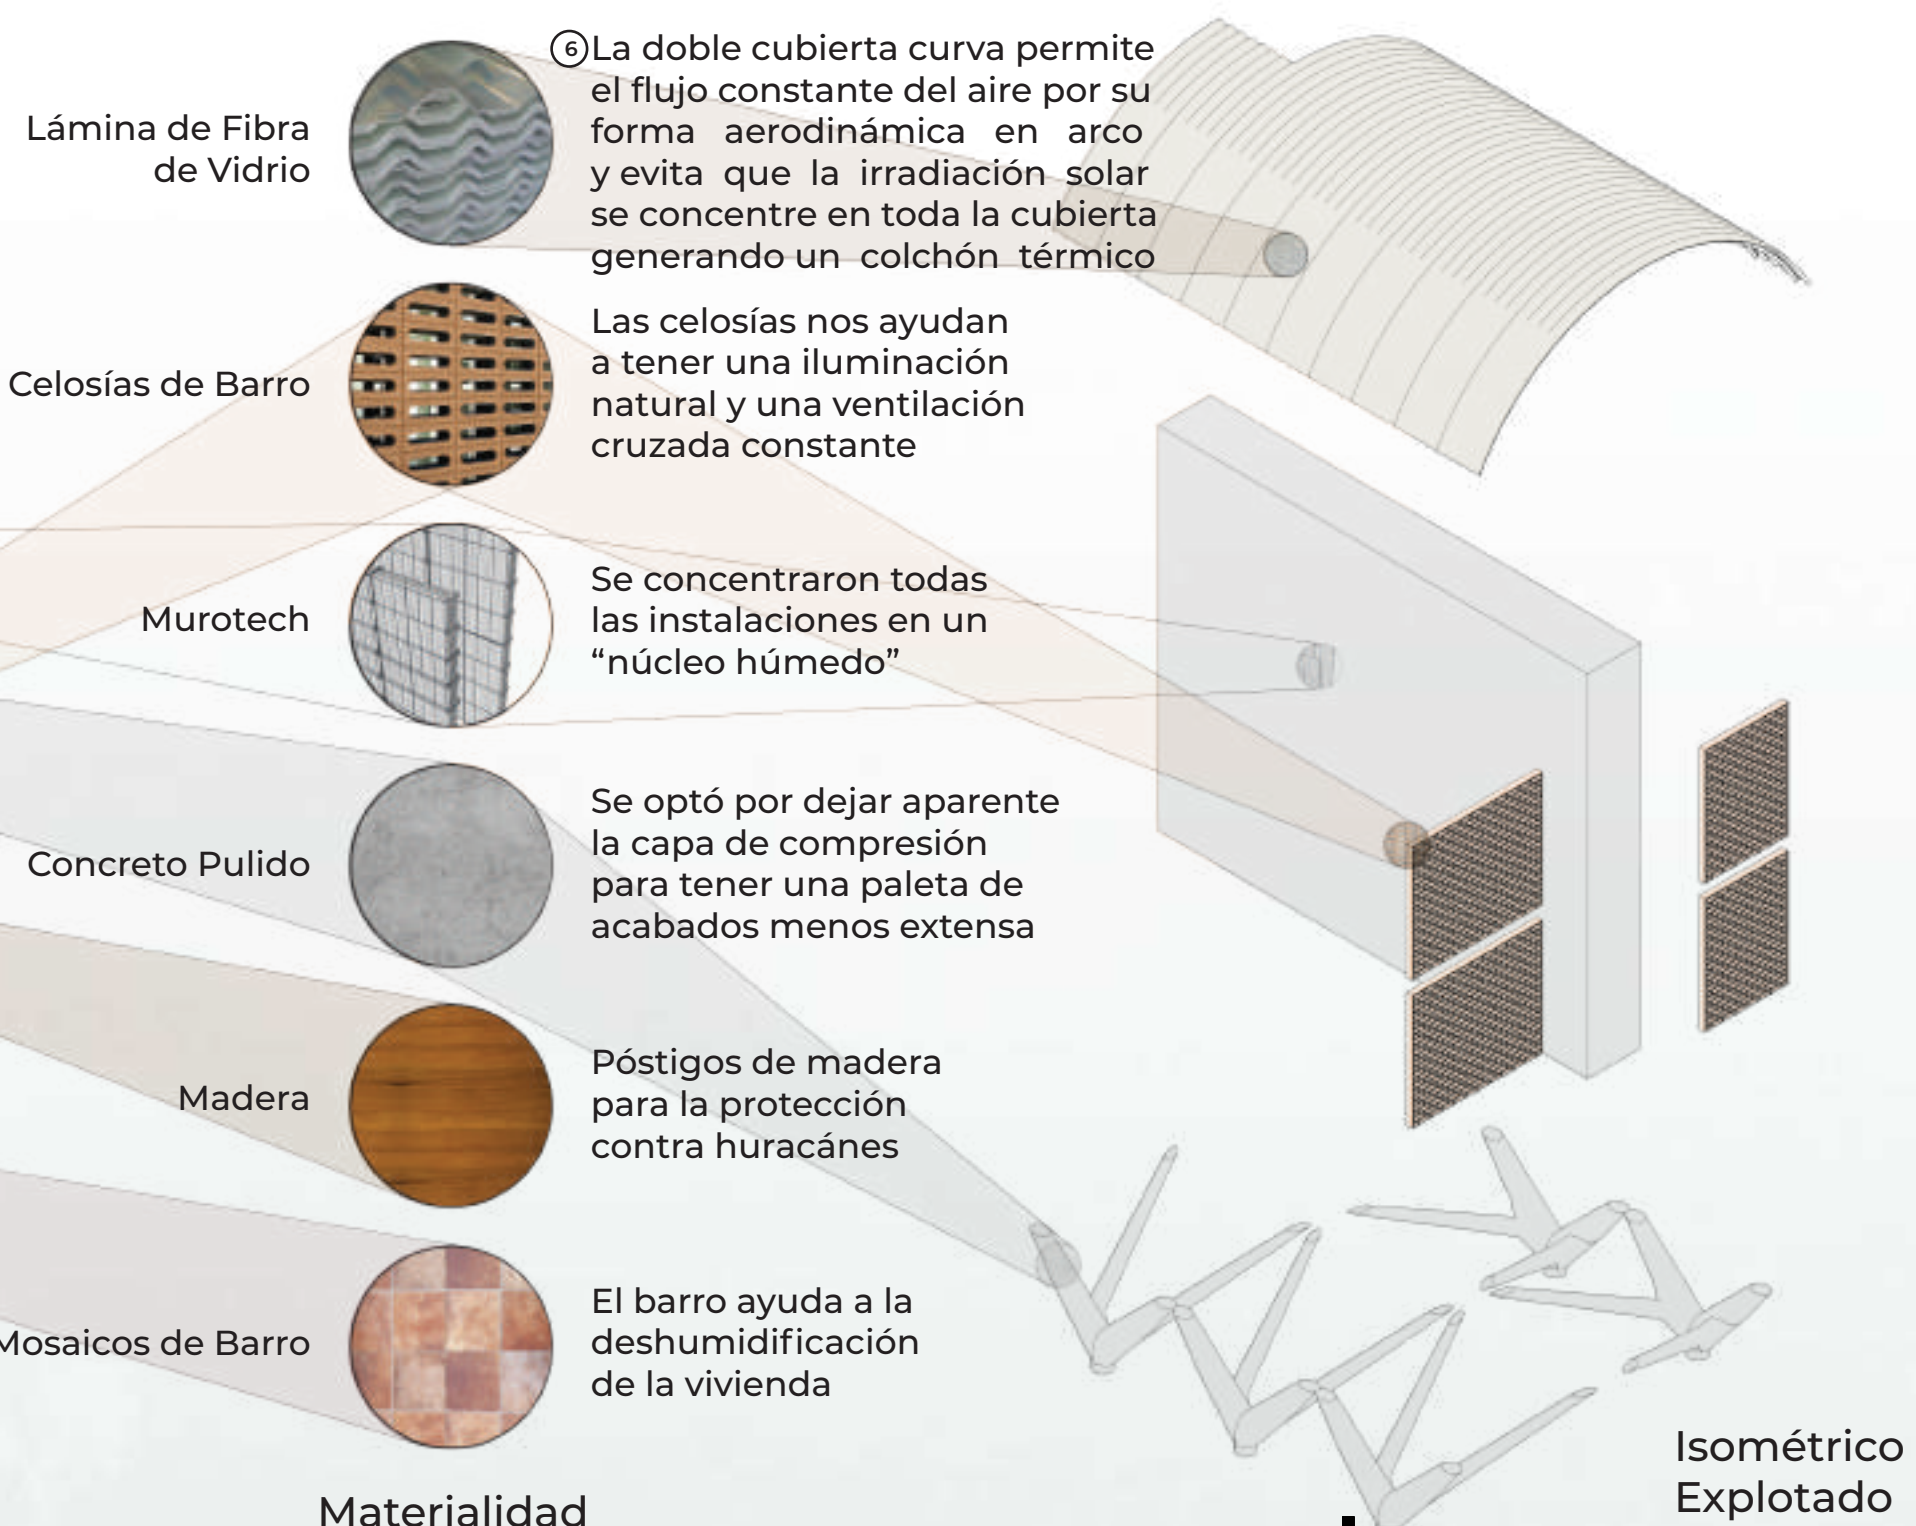 Lámina de Fibra
de Vidrio
6
La doble cubierta curva permite
el flujo constante del aire por su
forma aerodinámica en arco
y evita que la irradiación solar
se concentre en toda la cubierta
generando un colchón térmico
Celosías de Barro
Las celosías nos ayudan
a tener una iluminación
natural y una ventilación
cruzada constante
Murotech
Se concentraron todas
las instalaciones en un
“núcleo húmedo”
Concreto Pulido
Se optó por dejar aparente
la capa de compresión
para tener una paleta de
acabados menos extensa
Madera
Póstigos de madera
para la protección
contra huracánes
Mosaicos de Barro
El barro ayuda a la
deshumidificación
de la vivienda
Materialidad
Isométrico
Explotado